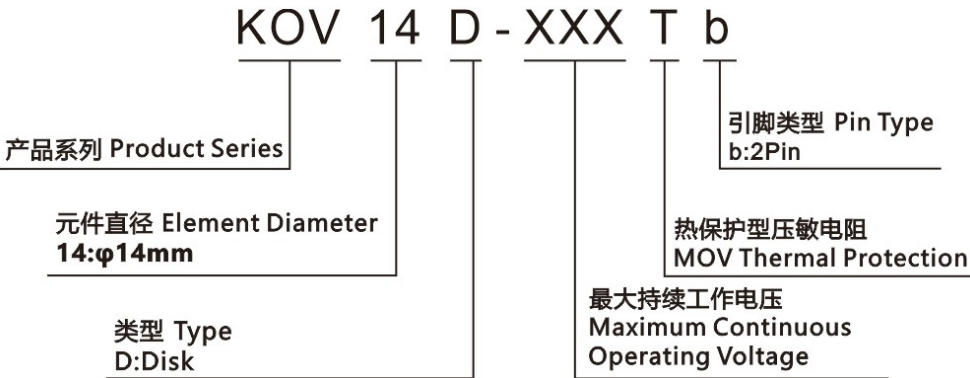 KOV 14 D - XXX T b
产品系列 Product Series
元件直径 Element Diameter
14:φ14mm
类型 Type
D:Disk
引脚类型 Pin Type
b:2Pin
热保护型压敏电阻
MOV Thermal Protection
最大持续工作电压
Maximum Continuous
Operating Voltage